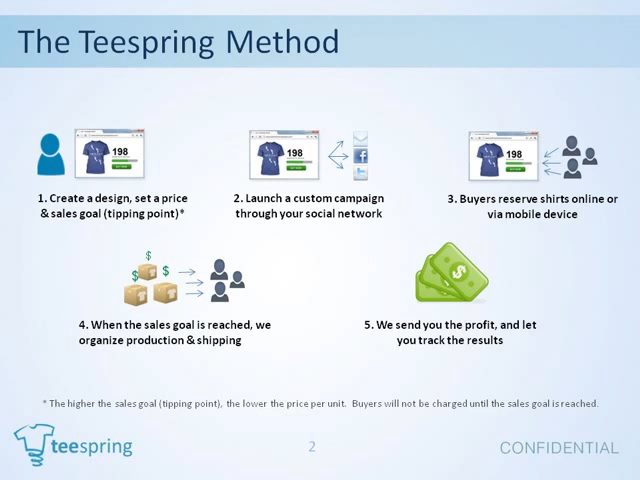 The Teespring Method
198
198
198
1. Create a design, set a price
& sales goal (tipping point)*
2. Launch a custom campaign
through your social network
3. Buyers reserve shirts online or
via mobile device
$
$ $
4. When the sales goal is reached, we
organize production & shipping
$
5. We send you the profit, and let
you track the results
* The higher the sales goal (tipping point), the lower the price per unit. Buyers will not be charged until the sales goal is reached.
teespring
2
CONFIDENTIAL